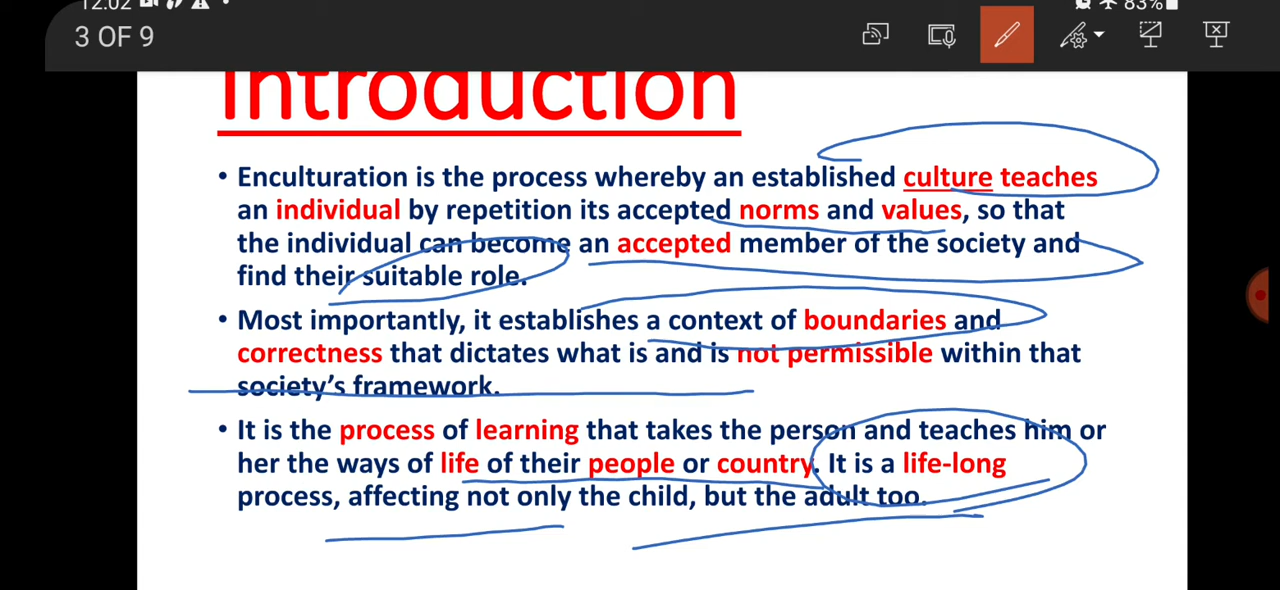 12:02
83%
3 OF 9
Introduction
• Enculturation is the process whereby an established culture teaches
an individual by repetition its accepted norms and values, so that
the individual can become an accepted member of the society and
find their suitable role.
• Most importantly, it establishes a context of boundaries and
correctness that dictates what is and is not permissible within that
society's framework.
• It is the process of learning that takes the person and teaches him or
her the ways of life of their people or country. It is a life-long
process, affecting not only the child, but the adult too.